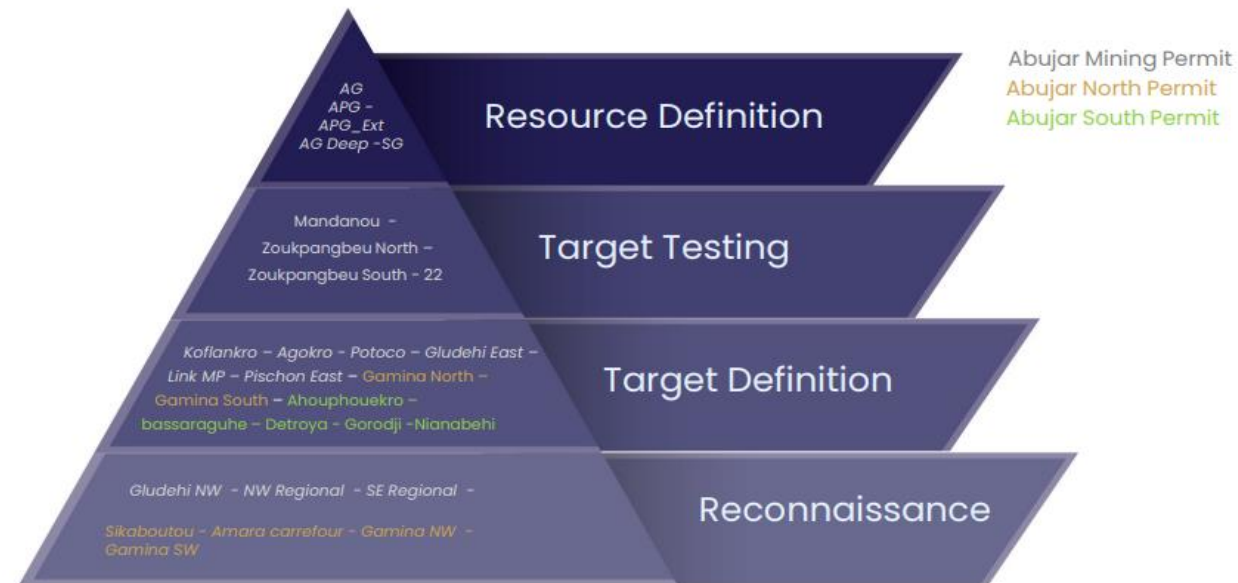 AG
APG -
APG_Ext
AG Deep -SG
Resource Definition
Abujar Mining Permit
Abujar North Permit
Abujar South Permit
Mandanou -
Zoukpangbeu North –
Zoukpangbeu South - 22
Target Testing
Koflankro – Agokro - Potoco – Gludehi East –
Link MP – Pischon East – Gamina North –
Gamina South – Ahouphouekro –
bassaraguhe – Detroya - Gorodji -Nianabehi
Target Definition
Gludehi NW - NW Regional - SE Regional -
Sikaboutou - Amara carrefour - Gamina NW -
Gamina SW
Reconnaissance